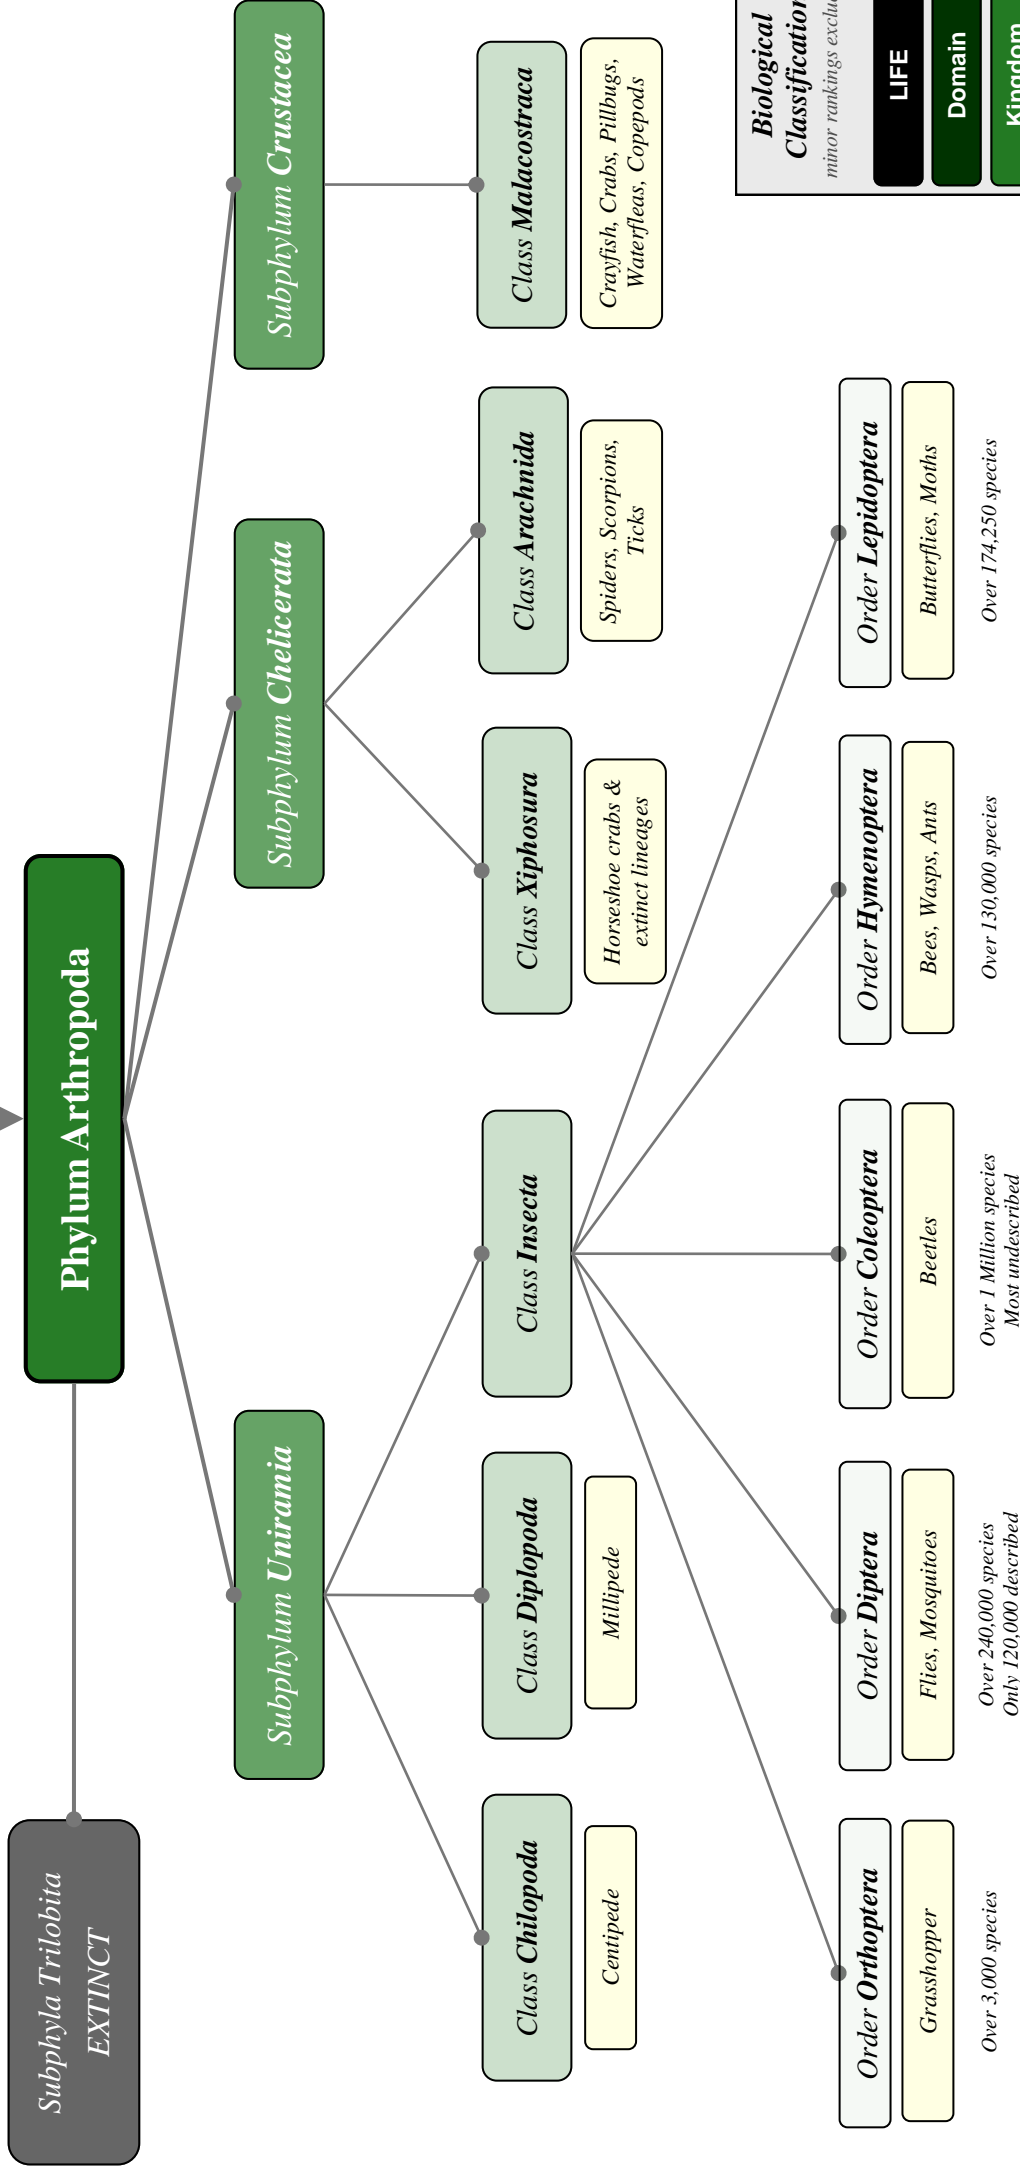 Phylum Arthropoda
Subphyla Trilobita
EXTINCT
Subphylum Uniramia
Subphylum Chelicerata
Subphylum Crustacea
Class Chilopoda
Centipede
Class Diplopoda
Millipede
Class Insecta
Class Xiphosura
Horseshoe crabs &
extinct lineages
Class Arachnida
Spiders, Scorpions,
Ticks
Class Malacostraca
Crayfish, Crabs, Pillbugs,
Waterfleas, Copepods
Order Orthoptera
Grasshopper
Over 3,000 species
Order Diptera
Flies, Mosquitoes
Over 240,000 species
Only 120,000 described
Order Coleoptera
Beetles
Over 1 Million species
Most undescribed
Order Hymenoptera
Bees, Wasps, Ants
Over 130,000 species
Order Lepidoptera
Butterflies, Moths
Over 174,250 species
Biological
Classification
minor rankings
LIFE
Domain
Kingdom